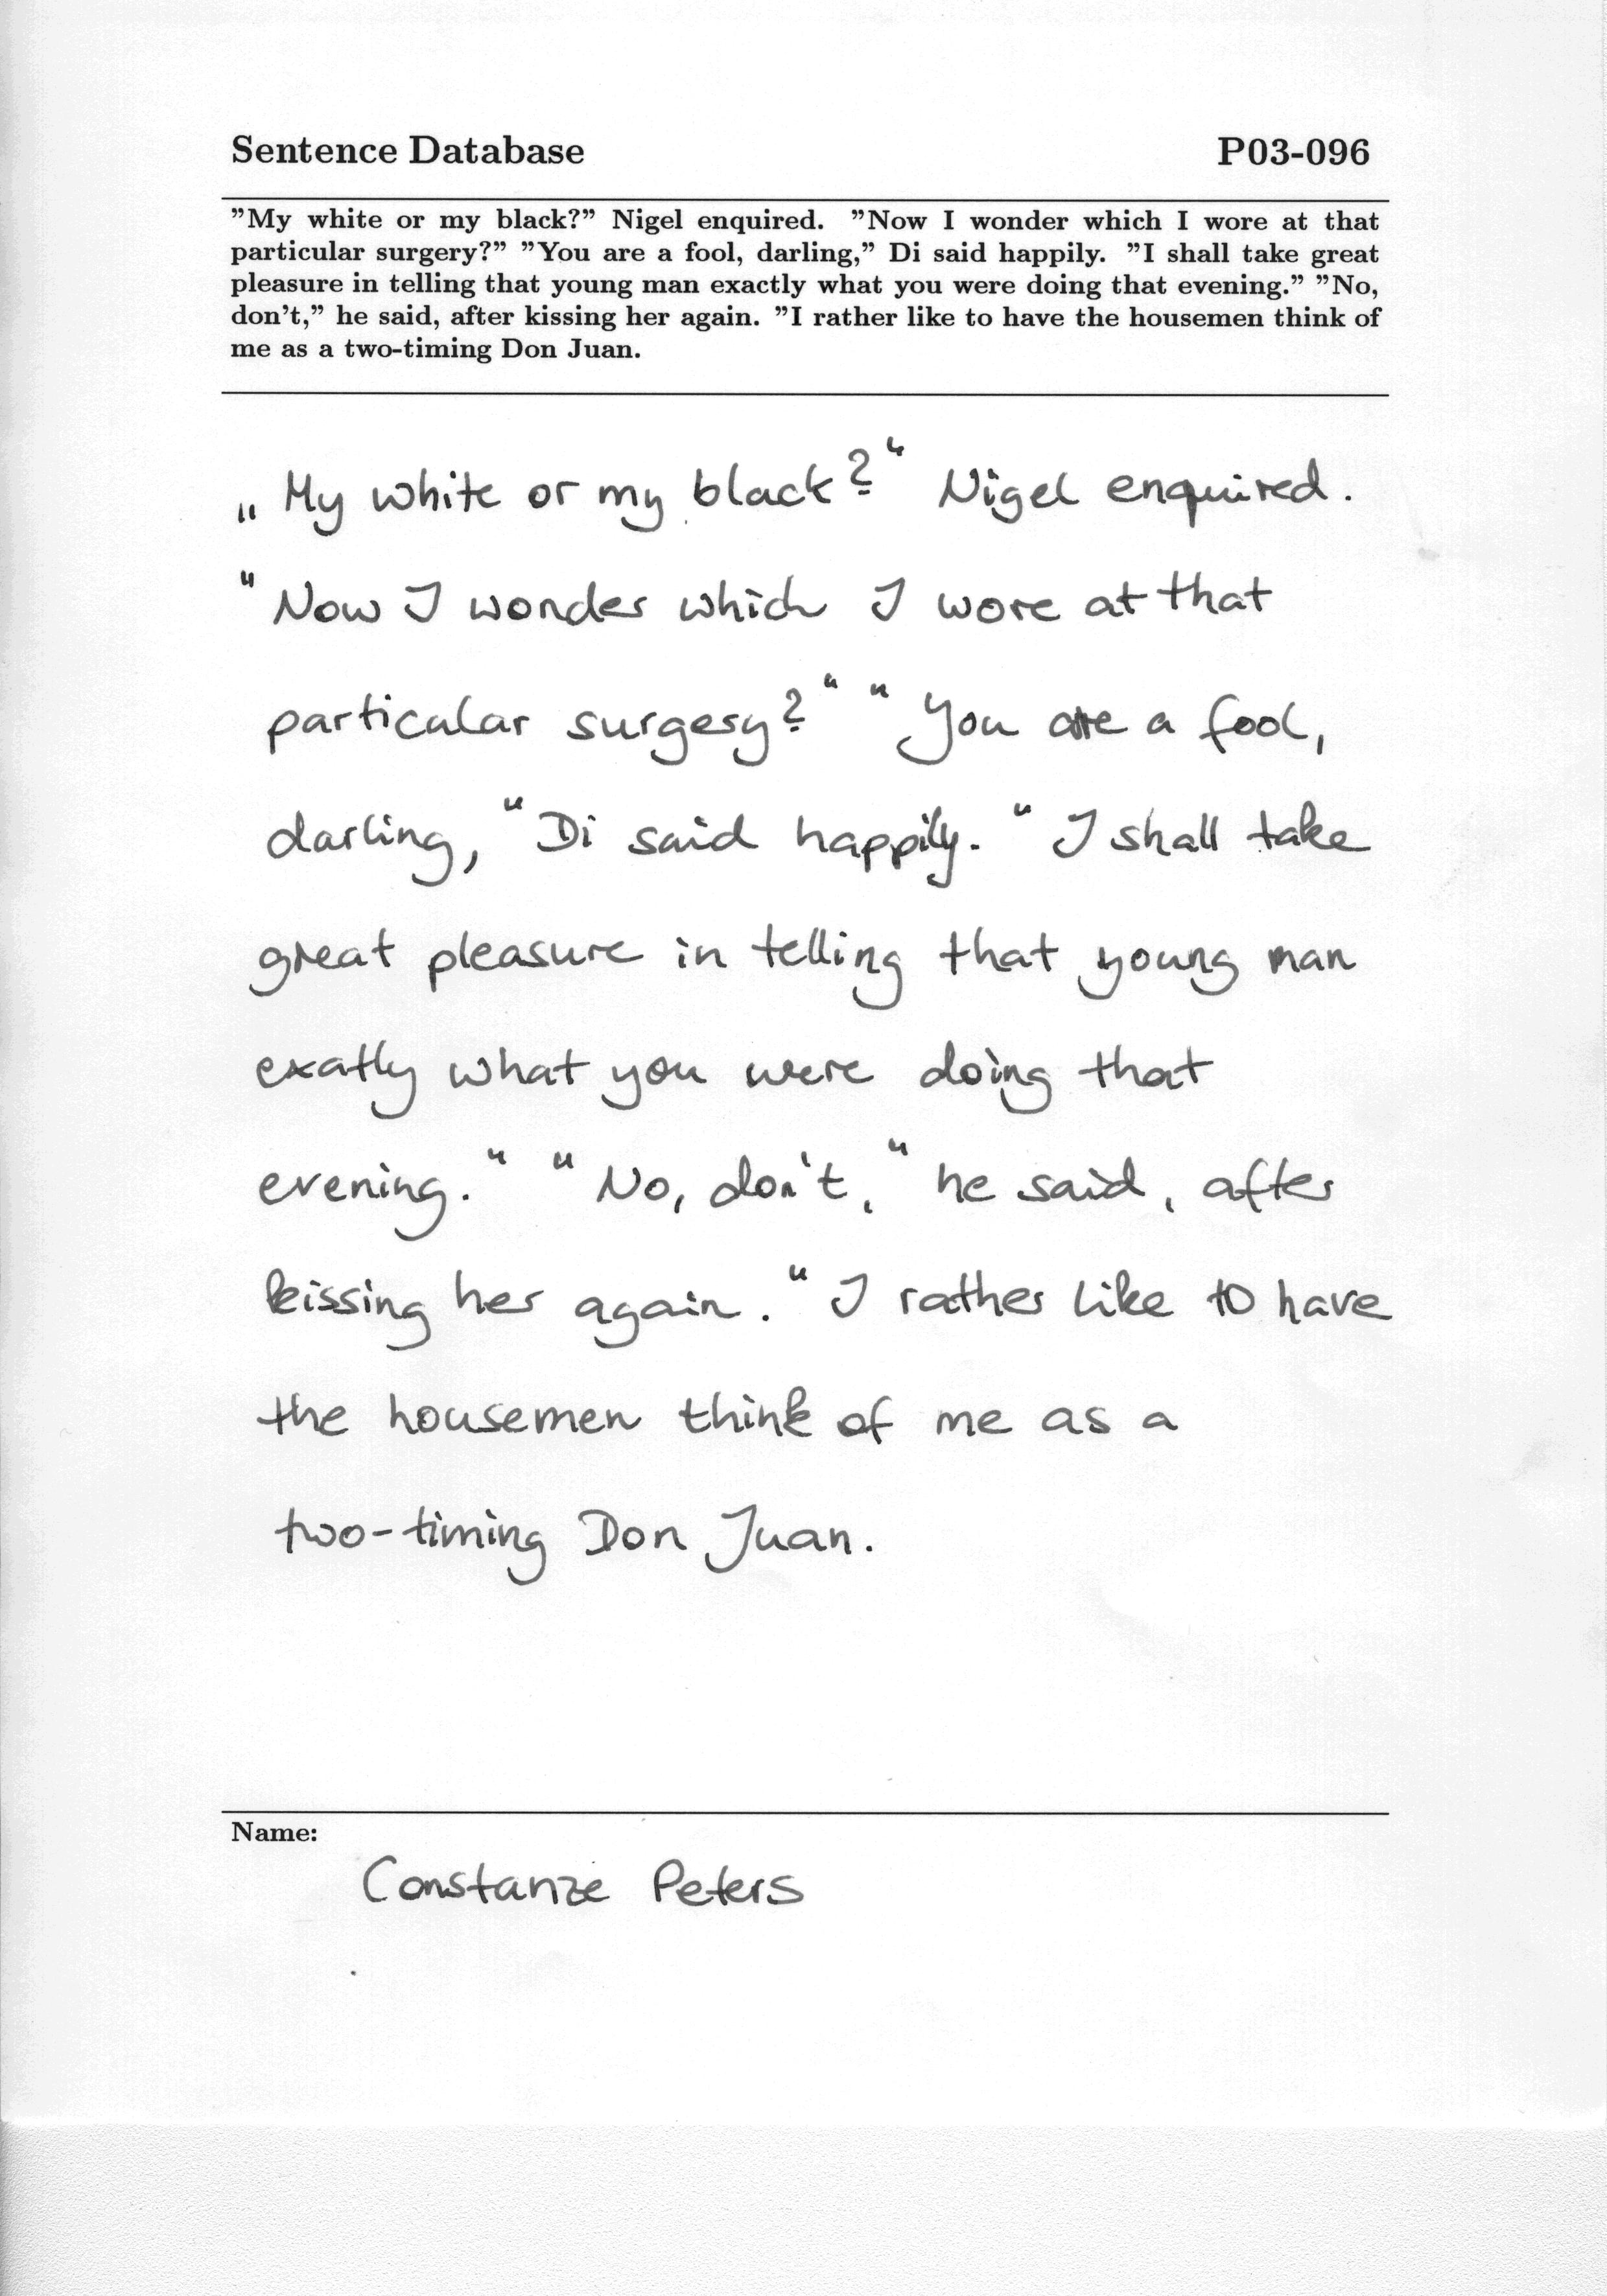 Sentence Database P03-096
”My white or my black?” Nigel enquired. ”Now I wonder which I wore at that
particular surgery?” ”You are a fool, darling,” Di said happily. ”I shall take great
pleasure in telling that young man exactly what you were doing that evening.” ”No,
don’t,” he said, after kissing her again. ”I rather like to have the housemen think of
me as a two-timing Don Juan.
„My white or my black?“ Nigel enquired.
"Now I wonder which I wore at that
particular surgery?“ "You are a fool,
darling," Di said happily. "I shall take
great pleasure in telling that young man
exatly what you were doing that
evening." "No, don't," he said, after
kissing her again. "I rather like to have
the housemen think of me as a
two-timing Don Juan.
Name:
Constanze Peters